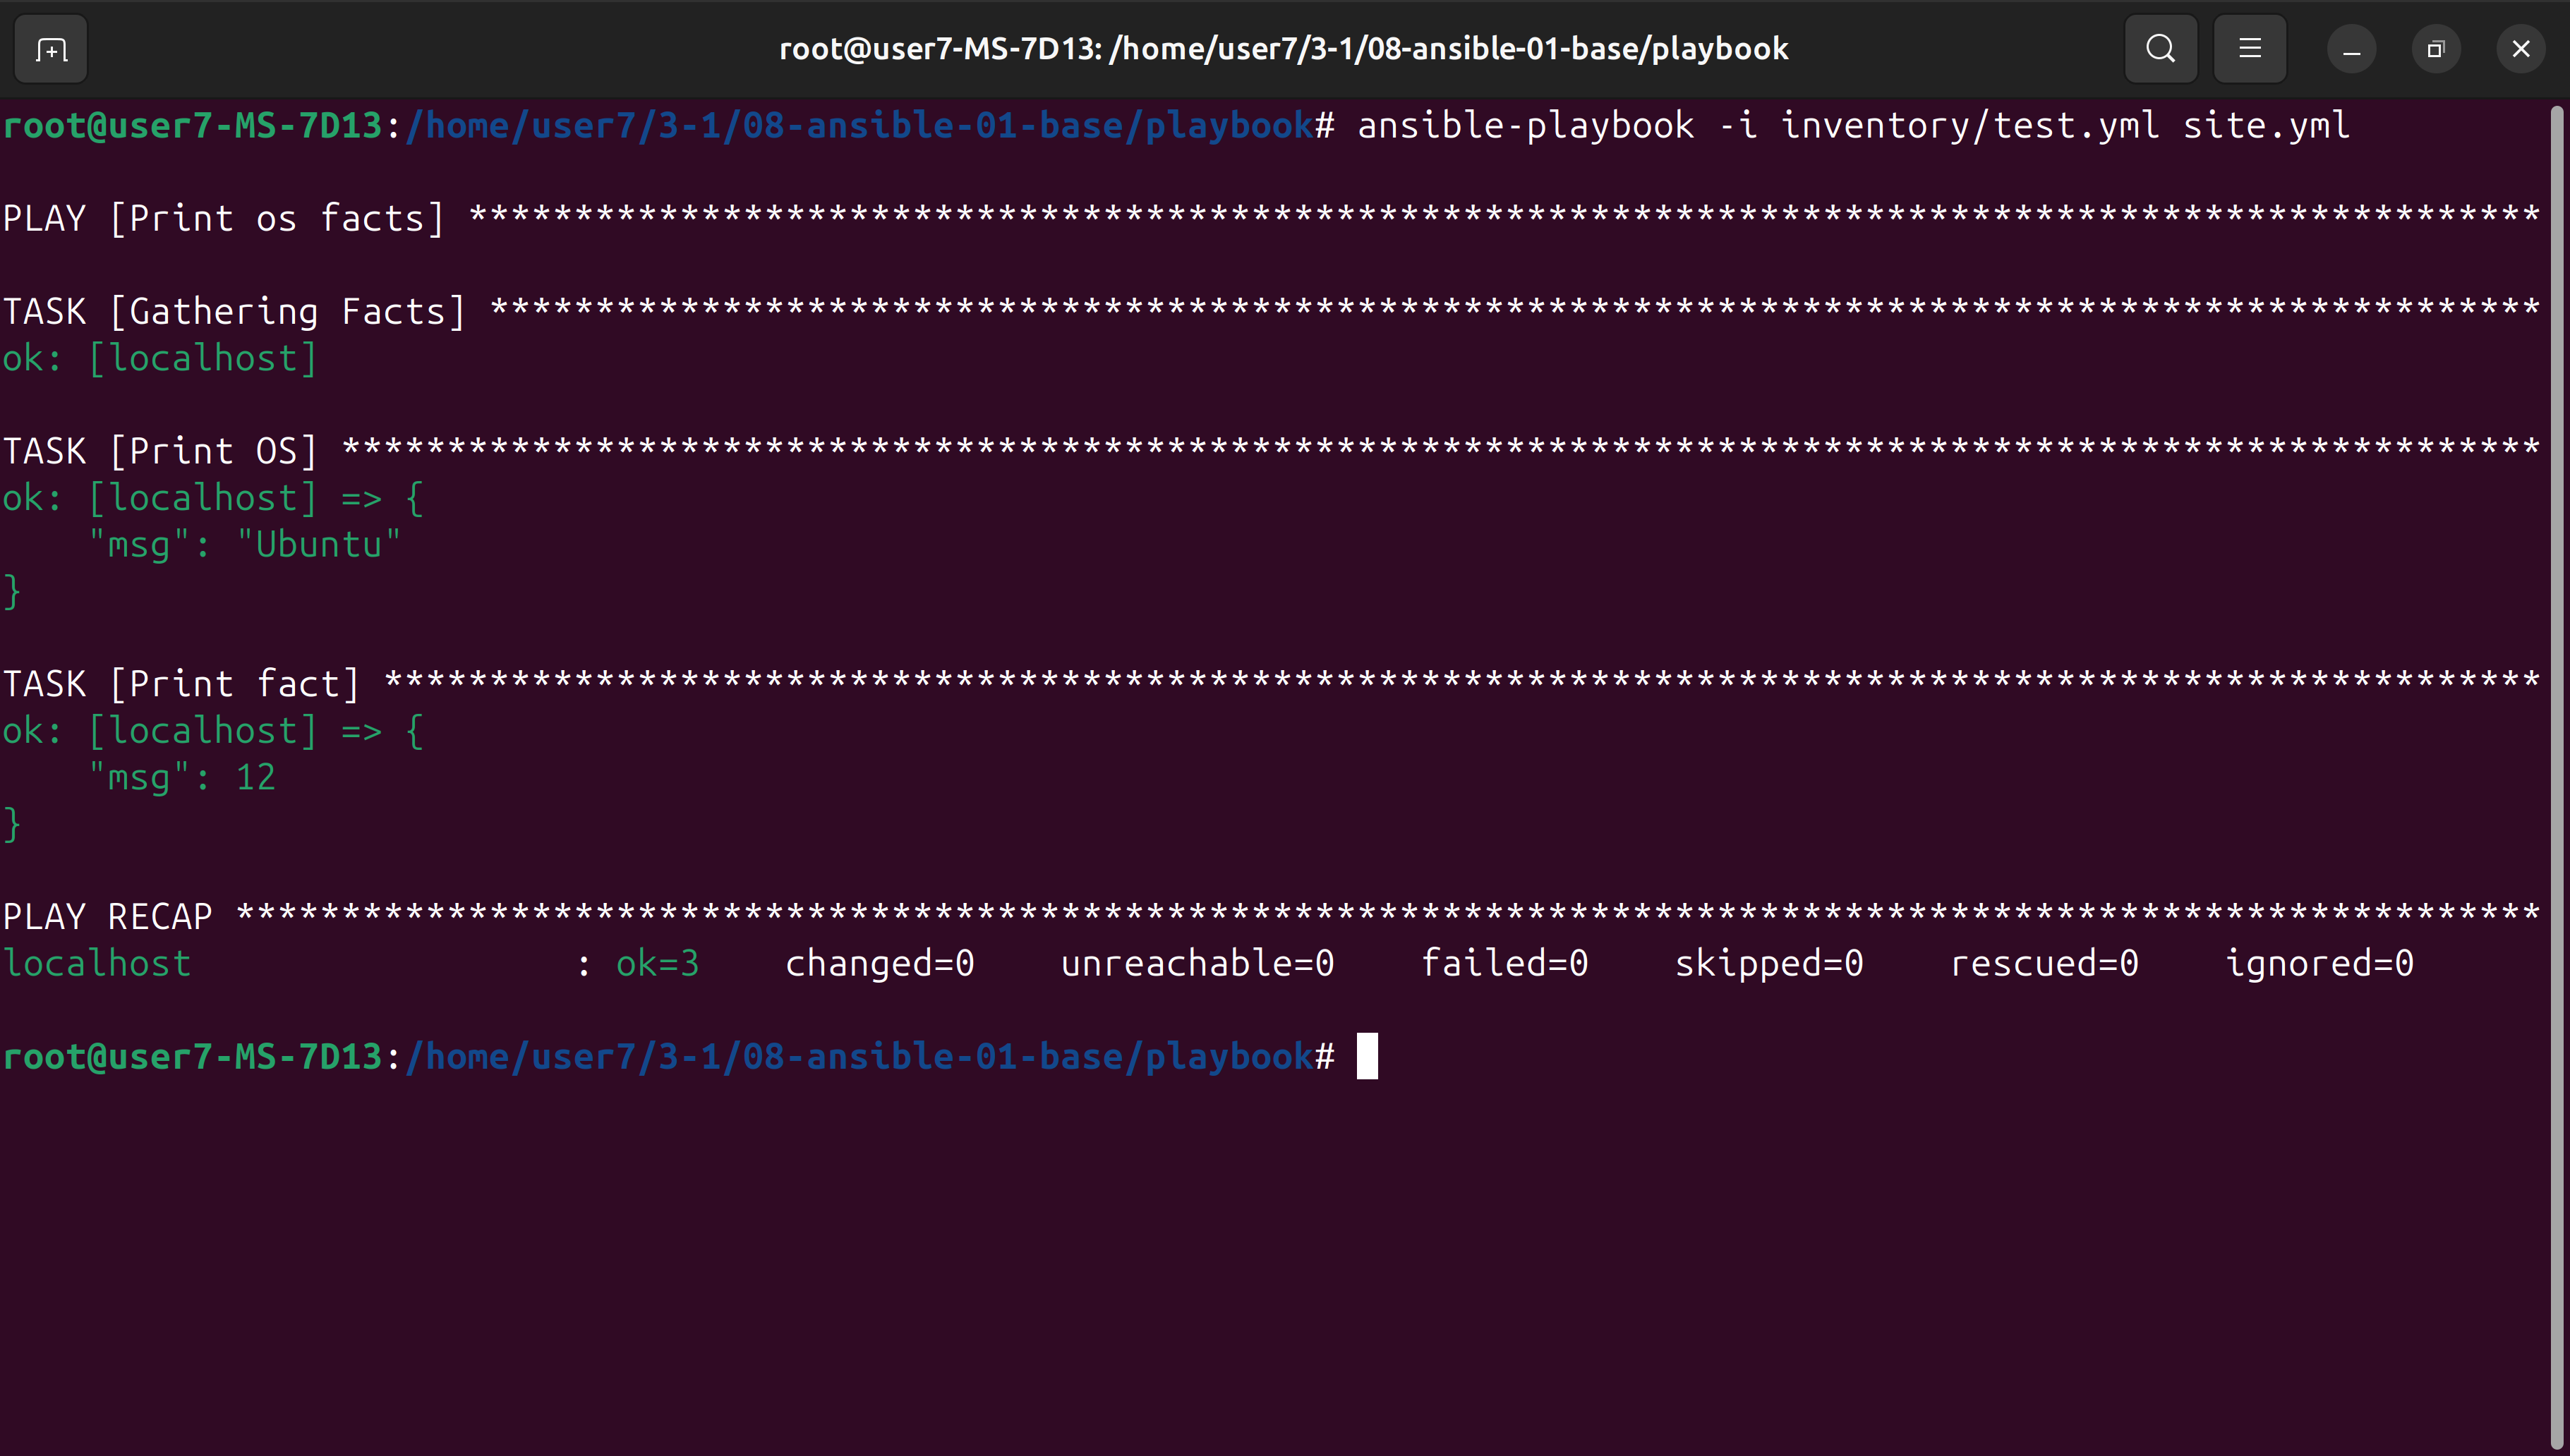 root@user7-MS-7D13: /home/user7/3-1/08-ansible-01-base/playbook
root@user7-MS-7D13:/home/user7/3-1/08-ansible-01-base/playbook# ansible-playbook -i inventory/test.yml site.yml
PLAY [Print os facts] **************************************************************************************************
TASK [Gathering Facts] *************************************************************************************************
ok: [localhost]
TASK [Print OS] ********************************************************************************************************
ok: [localhost] => {
    "msg": "Ubuntu"
}
TASK [Print fact] ******************************************************************************************************
ok: [localhost] => {
    "msg": 12
}
PLAY RECAP *************************************************************************************************************
localhost                  : ok=3    changed=0    unreachable=0    failed=0    skipped=0    rescued=0    ignored=0
root@user7-MS-7D13:/home/user7/3-1/08-ansible-01-base/playbook#